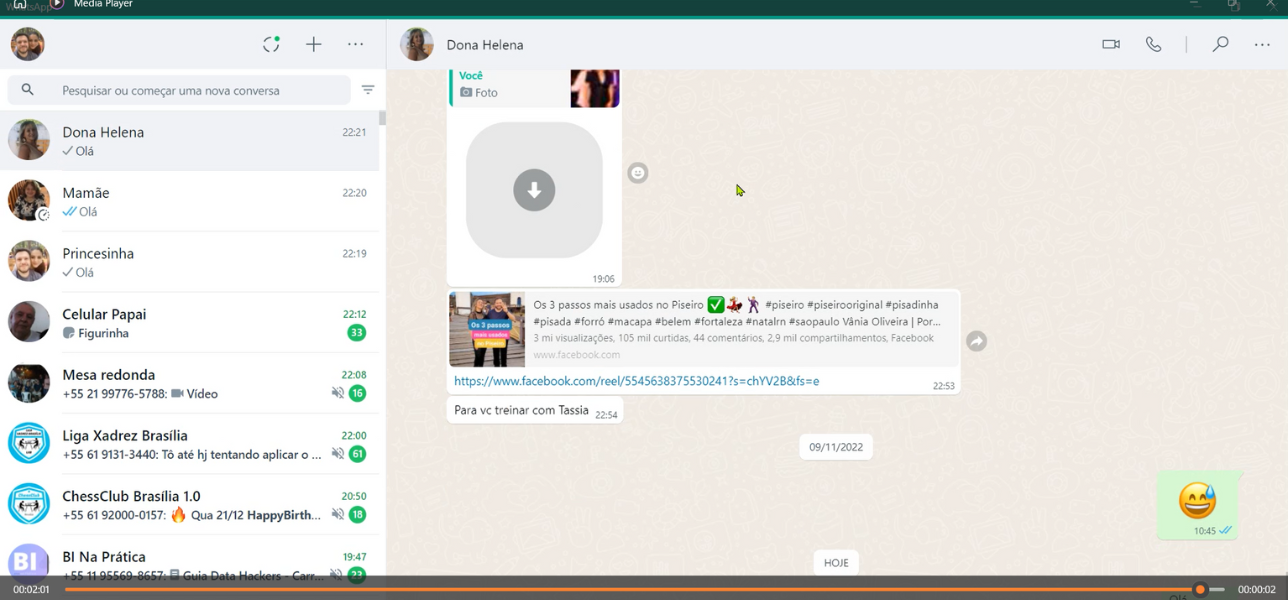 WhatsApp
Media Player
Dona Helena
Pesquisar ou começar uma nova conversa
Dona Helena 22:21
Olá
Mamãe 22:20
Olá
Princesinha 22:19
Olá
Celular Papai 22:12
Figurinha 33
Mesa redonda 22:08
+55 21 99776-5788: Vídeo 16
Liga Xadrez Brasília 22:00
+55 61 9131-3440: Tô até hj tentando aplicar o ... 61
ChessClub Brasília 1.0 20:50
+55 61 92000-0157: 🔥 Qua 21/12 HappyBirth... 18
BI Na Prática 19:47
+55 11 95569-8657: Guia Data Hackers - Carr... 23
BI
Você
Foto
19:06
Os 3 passos
mais usados
no Piseiro
Os 3 passos mais usados no Piseiro ✅💃🕺 #piseiro #piseirooriginal #pisadinha
#pisada #forró #macapa #belem #fortaleza #natalrn #saopaulo Vânia Oliveira | Por...
3 mi visualizações, 105 mil curtidas, 44 comentários, 2,9 mil compartilhamentos, Facebook
www.facebook.com
https://www.facebook.com/reel/5545638375530241?s=chYV2B&fs=e 22:53
Para vc treinar com Tassia 22:54
09/11/2022
😅
10:45
HOJE
Olá
00:02:01
00:00:02